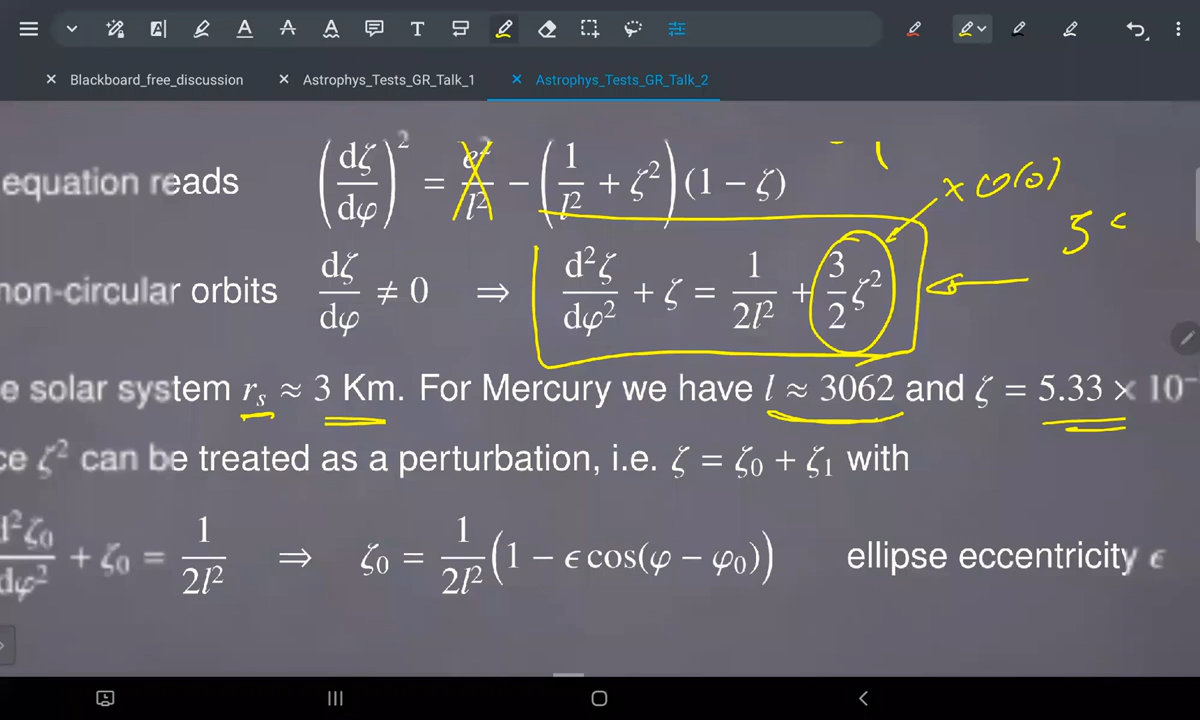 Blackboard_free_discussion Astrophys_Tests_GR_Talk_1 Astrophys_Tests_GR_Talk_2
equation reads (dζ/dφ)² = e²/l² − (1/l² + ζ²)(1 − ζ)
non-circular orbits dζ/dφ ≠ 0 ⇒ d²ζ/dφ² + ζ = 1/2l² + 3/2 ζ²
solar system rₛ ≈ 3 Km. For Mercury we have l ≈ 3062 and ζ = 5.33 × 10⁻
ζ² can be treated as a perturbation, i.e. ζ = ζ₀ + ζ₁ with
d²ζ₀/dφ² + ζ₀ = 1/2l² ⇒ ζ₀ = 1/2l² (1 − ϵ cos(φ − φ₀)) ellipse eccentricity ϵ